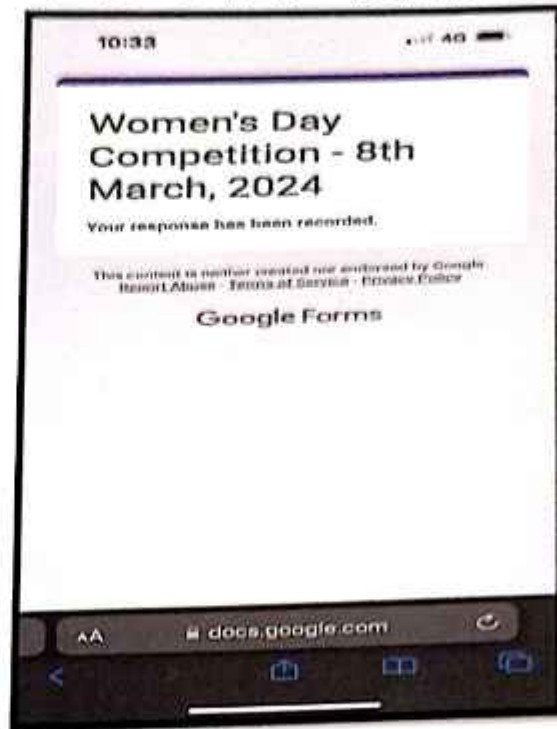 10:33
4G
Women's Day
Competition - 8th
March, 2024
Your response has been recorded.
This content is neither created nor endorsed by Google
Report Abuse - Terms of Service - Privacy Policy
Google Forms
AA
docs.google.com